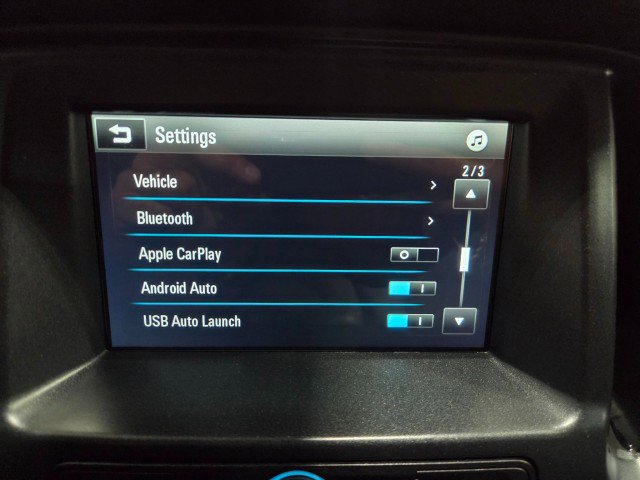 Settings
2/3
Vehicle
Bluetooth
Apple CarPlay
Android Auto
USB Auto Launch